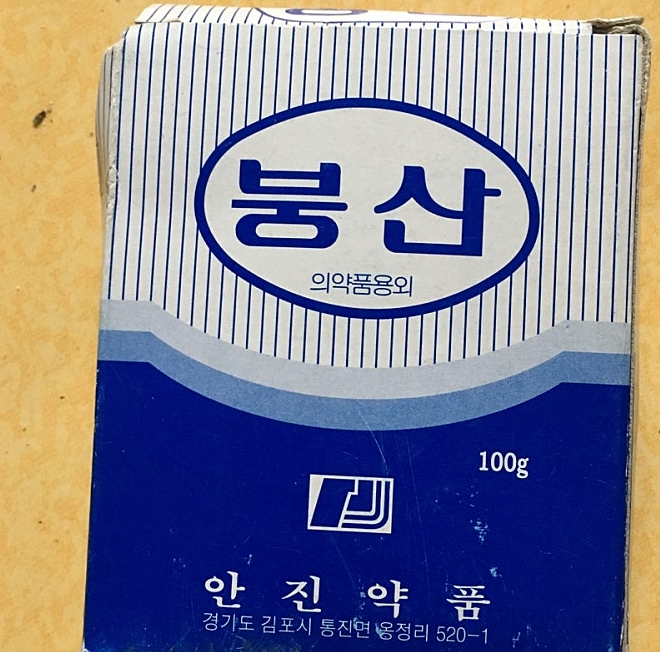 붕산
의약품용외
100g
안진약품
경기도 김포시 통진면 옹정리 520-1